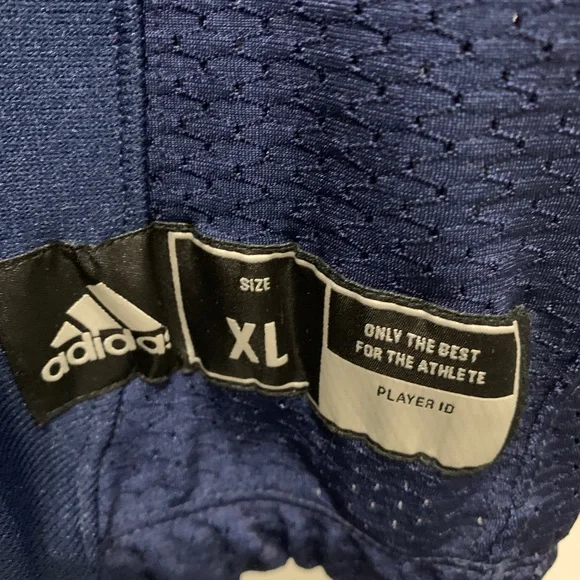 adidas
SIZE
XL
ONLY THE BEST
FOR THE ATHLETE
PLAYER ID